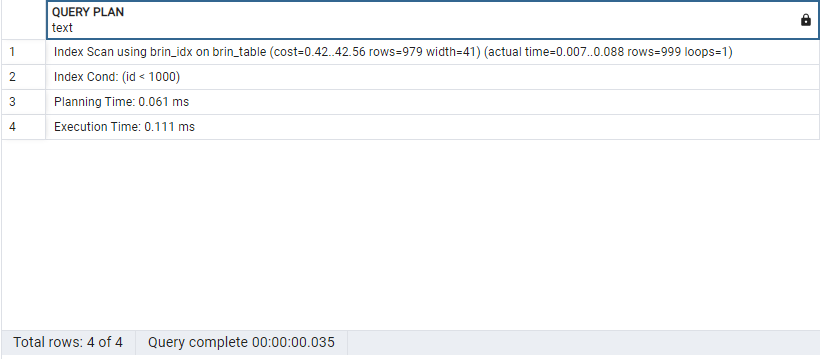 QUERY PLAN
text
1 Index Scan using brin_idx on brin_table (cost=0.42..42.56 rows=979 width=41) (actual time=0.007..0.088 rows=999 loops=1)
2 Index Cond: (id < 1000)
3 Planning Time: 0.061 ms
4 Execution Time: 0.111 ms
Total rows: 4 of 4 Query complete 00:00:00.035